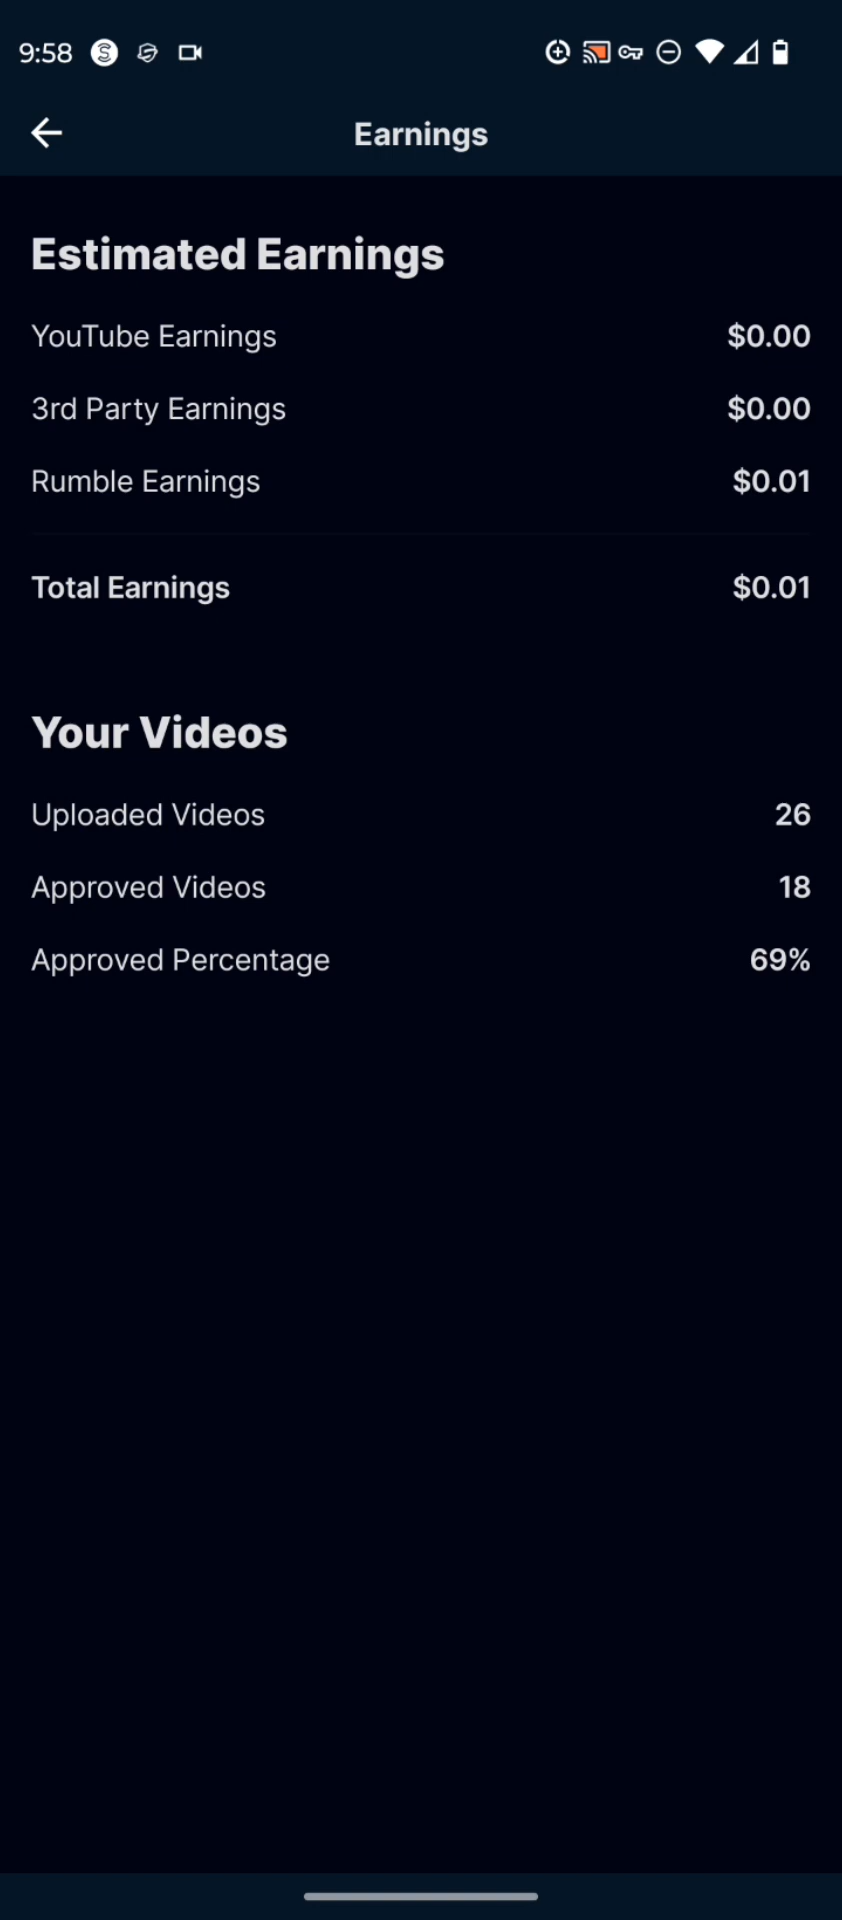 9:58
Earnings
Estimated Earnings
YouTube Earnings $0.00
3rd Party Earnings $0.00
Rumble Earnings $0.01
Total Earnings $0.01
Your Videos
Uploaded Videos 26
Approved Videos 18
Approved Percentage 69%